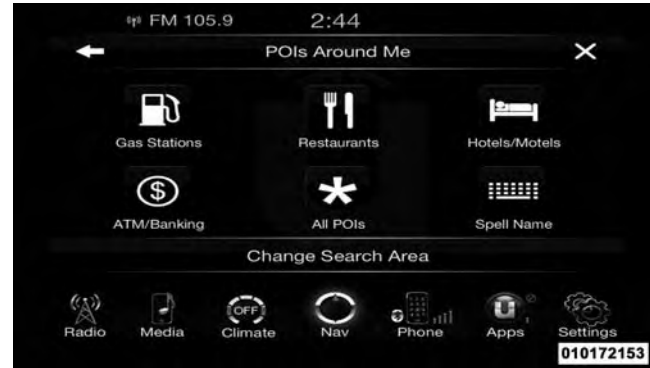 FM 105.9 2:44
POIs Around Me
Gas Stations Restaurants Hotels/Motels
$
ATM/Banking All POIs Spell Name
Change Search Area
OFF
Radio Media Climate Nav Phone Apps Settings
010172153